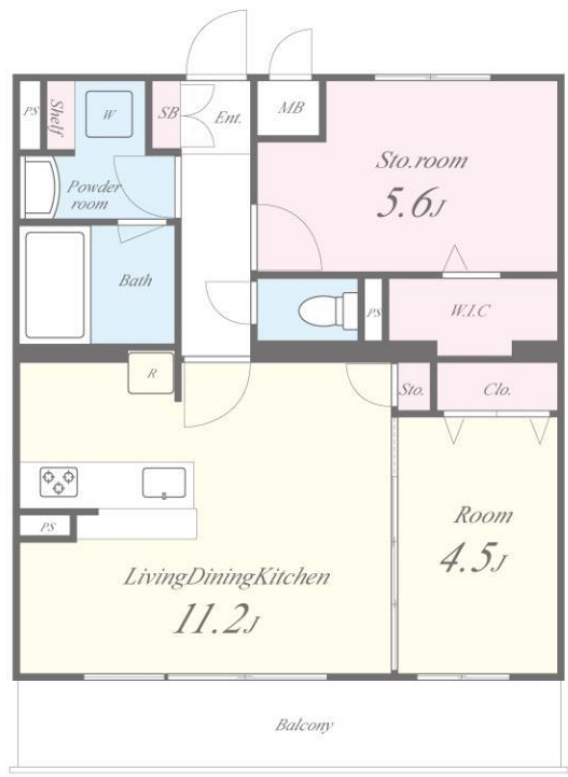 PS
Shelf
W
SB
Ent.
MB
Powder
room
Sto.room
5.6J
Bath
PS
W.I.C
R
Sto.
Clo.
PS
Room
4.5J
LivingDiningKitchen
11.2J
Balcony